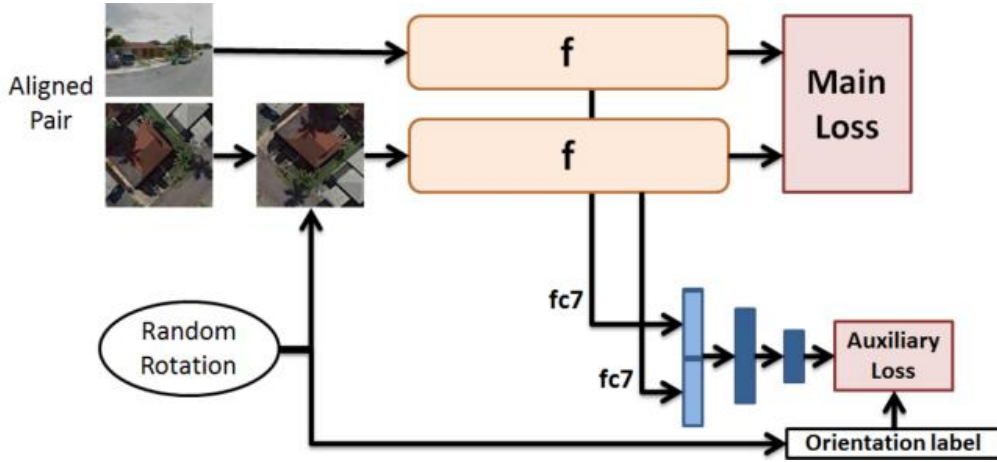 Aligned
Pair
f
f
Main
Loss
fc7
fc7
Random
Rotation
Auxiliary
Loss
Orientation label